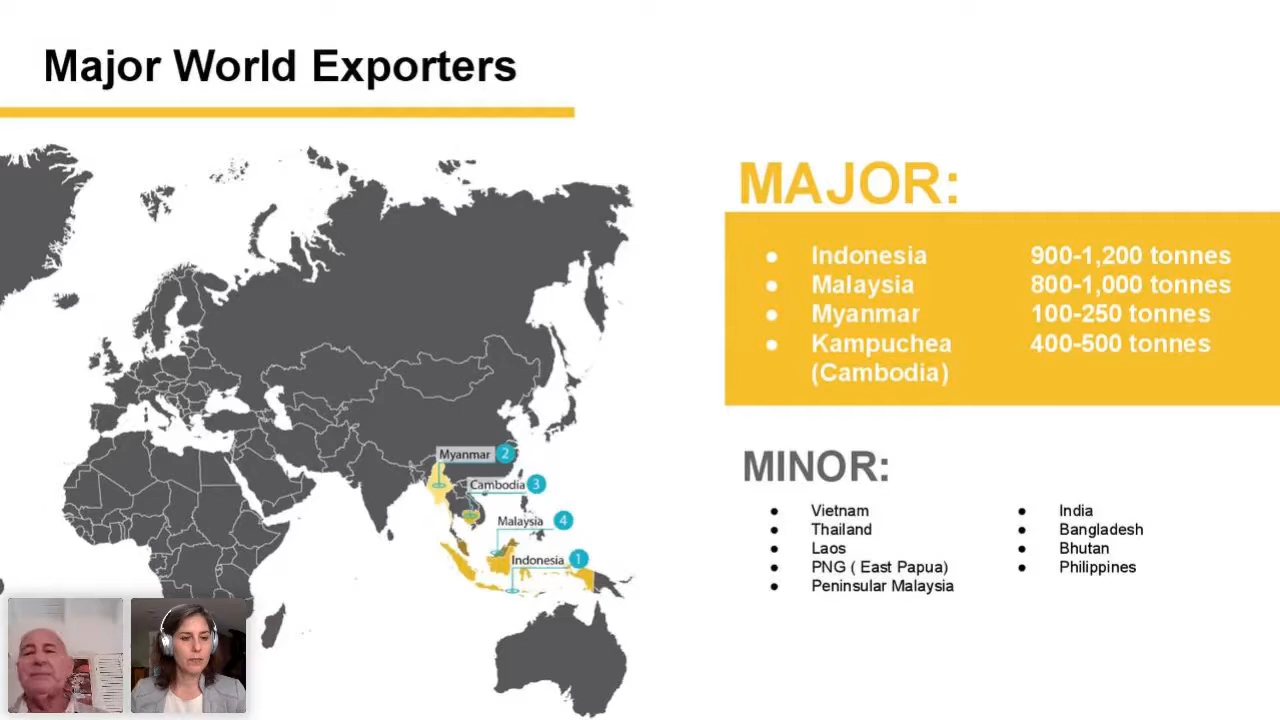 Major World Exporters
MAJOR:
● Indonesia 900-1,200 tonnes
● Malaysia 800-1,000 tonnes
● Myanmar 100-250 tonnes
● Kampuchea 400-500 tonnes
(Cambodia)
Myanmar 2
Cambodia 3
Malaysia 4
Indonesia 1
MINOR:
● Vietnam
● Thailand
● Laos
● PNG ( East Papua)
● Peninsular Malaysia
● India
● Bangladesh
● Bhutan
● Philippines